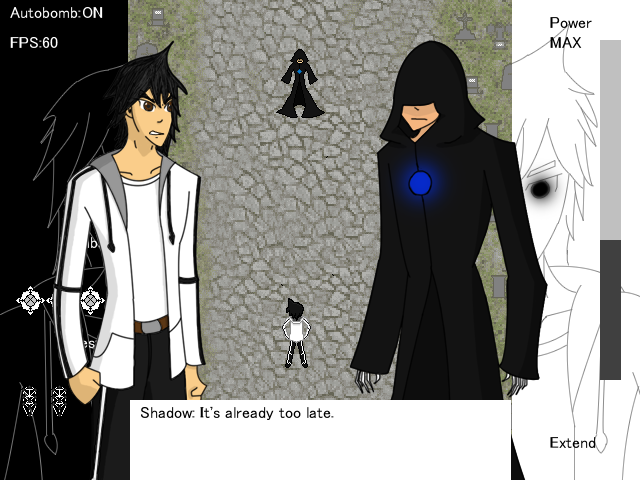 Autobomb:ON
FPS:60
Power
MAX
Shadow: It's already too late.
Extend